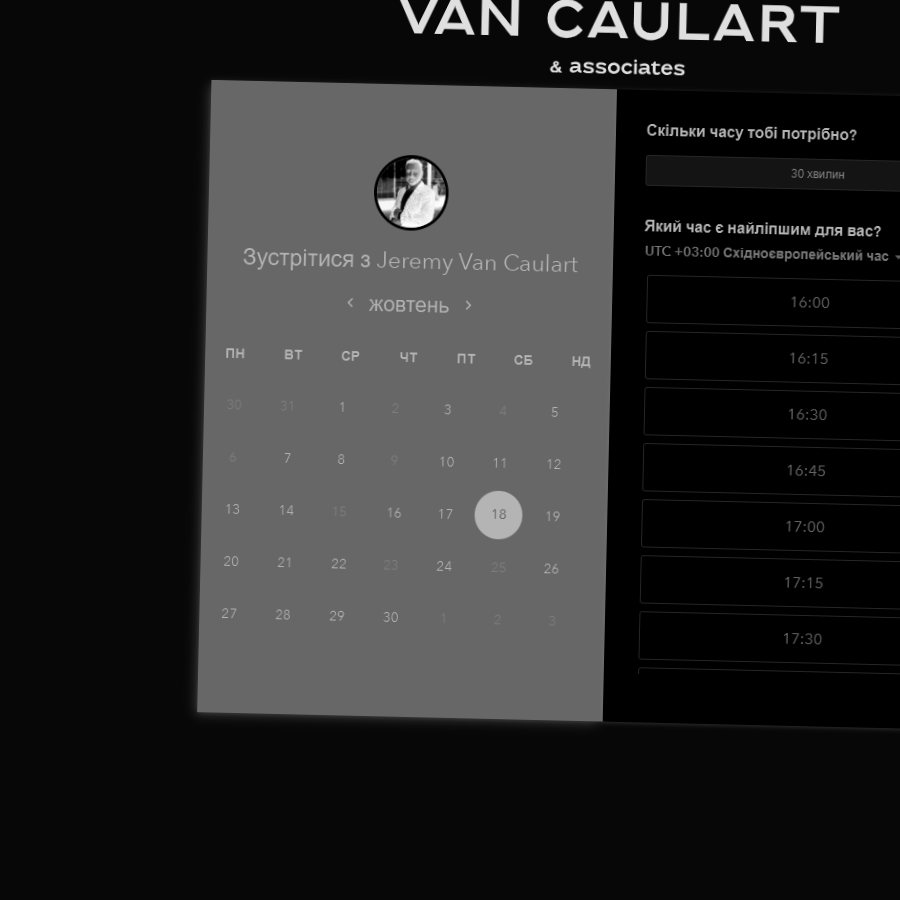 VAN CAULART
& associates
Зустрітися з Jeremy Van Caulart
‹ жовтень ›
ПН ВТ СР ЧТ ПТ СБ НД
30 31 1 2 3 4 5
6 7 8 9 10 11 12
13 14 15 16 17 18 19
20 21 22 23 24 25 26
27 28 29 30 1 2 3
Скільки часу тобі потрібно?
30 хвилин
Який час є найліпшим для вас?
UTC +03:00 Східноєвропейський час
16:00
16:15
16:30
16:45
17:00
17:15
17:30